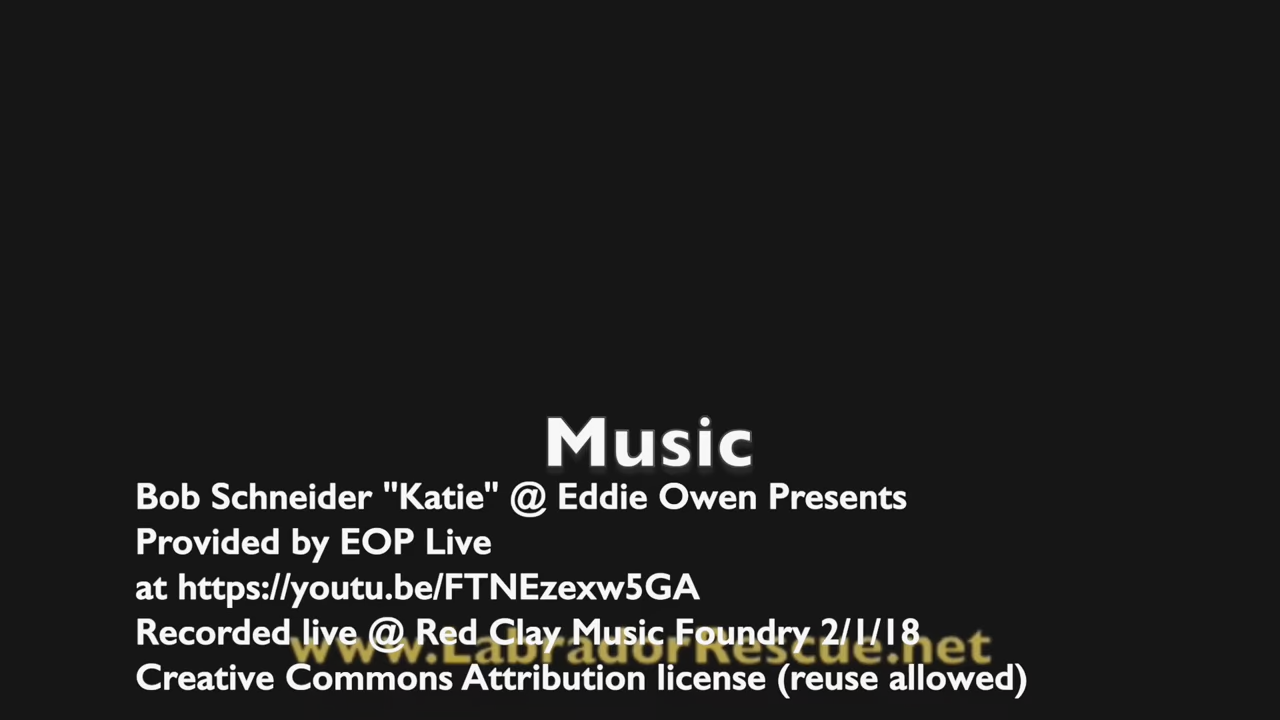 Music
Bob Schneider "Katie" @ Eddie Owen Presents
Provided by EOP Live
at https://youtu.be/FTNEzexw5GA
Recorded live @ Red Clay Music Foundry 2/1/18
www.LabradorRescue.net
Creative Commons Attribution license (reuse allowed)